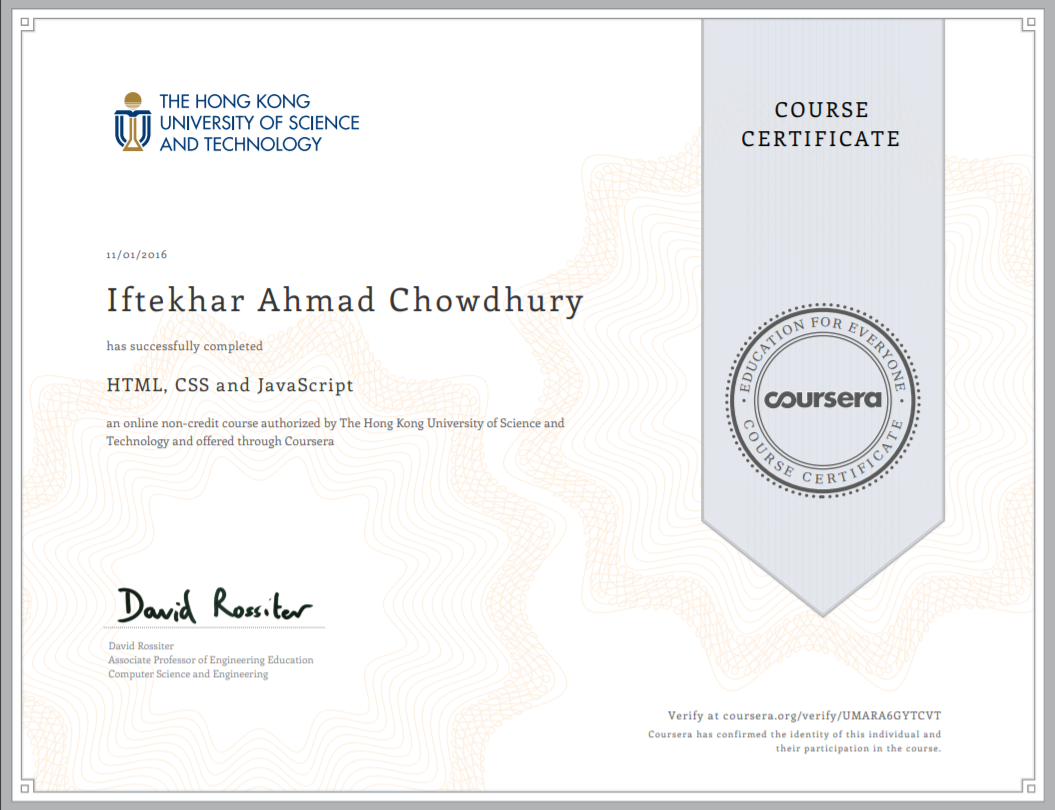 THE HONG KONG
UNIVERSITY OF SCIENCE
AND TECHNOLOGY
COURSE
CERTIFICATE
11/01/2016
Iftekhar Ahmad Chowdhury
has successfully completed
HTML, CSS and JavaScript
an online non-credit course authorized by The Hong Kong University of Science and
Technology and offered through Coursera
EDUCATION FOR EVERYONE
coursera
COURSE CERTIFICATE
David Rossiter
David Rossiter
Associate Professor of Engineering Education
Computer Science and Engineering
Verify at coursera.org/verify/UMARA6GYTCVT
Coursera has confirmed the identity of this individual and
their participation in the course.